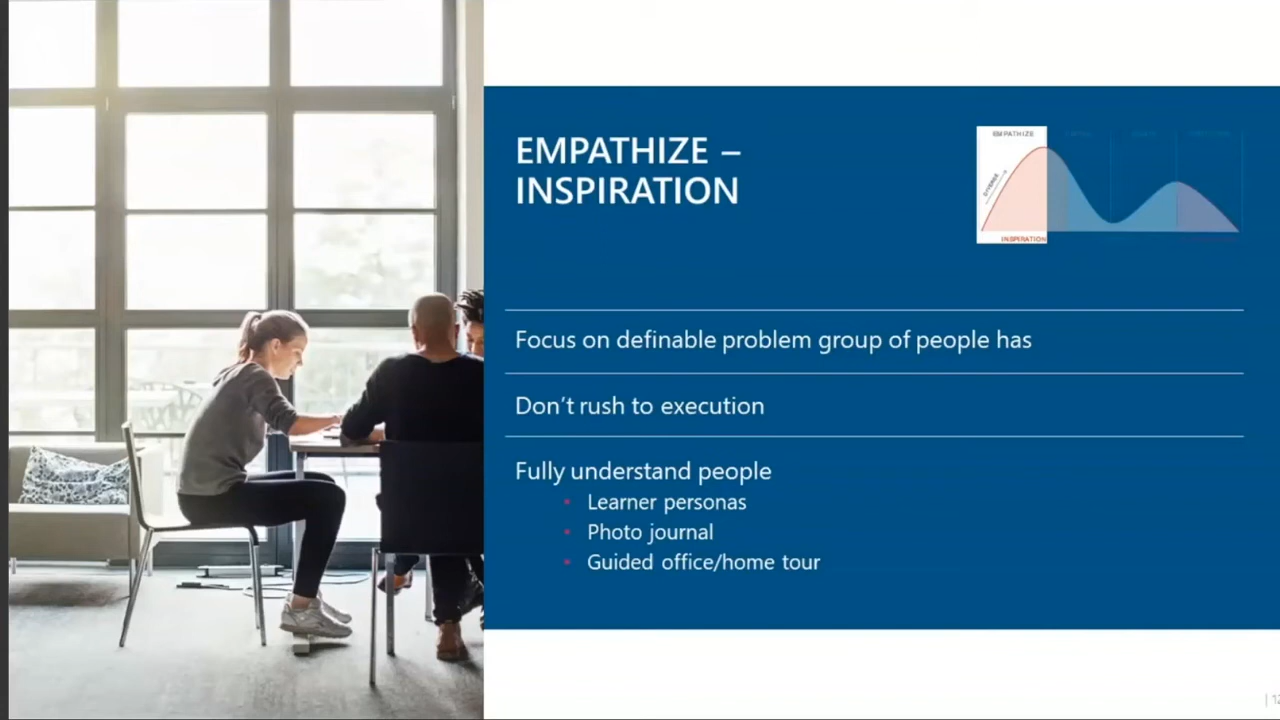 EMPATHIZE –
INSPIRATION
EMPATHIZE
DIVERGE
INSPIRATION
Focus on definable problem group of people has
Don't rush to execution
Fully understand people
• Learner personas
• Photo journal
• Guided office/home tour